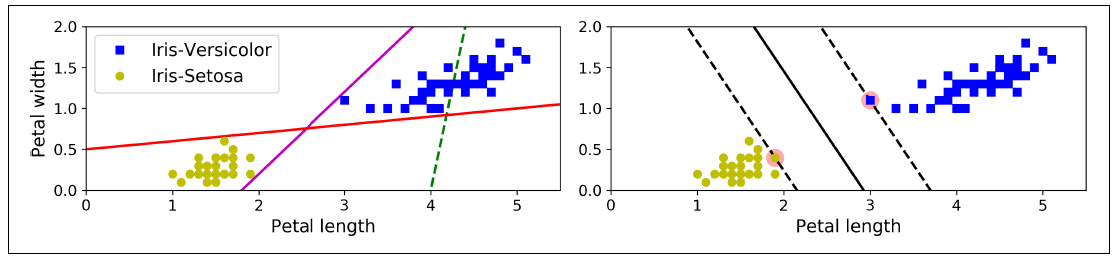 2.0
1.5
1.0
0.5
0.0
Petal width
Iris-Versicolor
Iris-Setosa
0 1 2 3 4 5
Petal length
2.0
1.5
1.0
0.5
0.0
0 1 2 3 4 5
Petal length